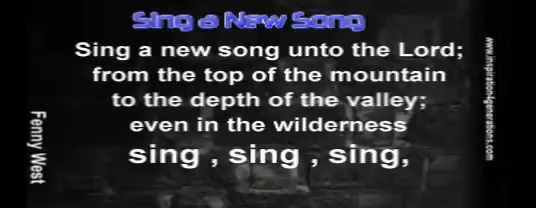 Sing a New Song
Sing a new song unto the Lord;
from the top of the mountain
to the depth of the valley;
even in the wilderness
sing , sing , sing,
Fenny West
www.inspiration4generations.com